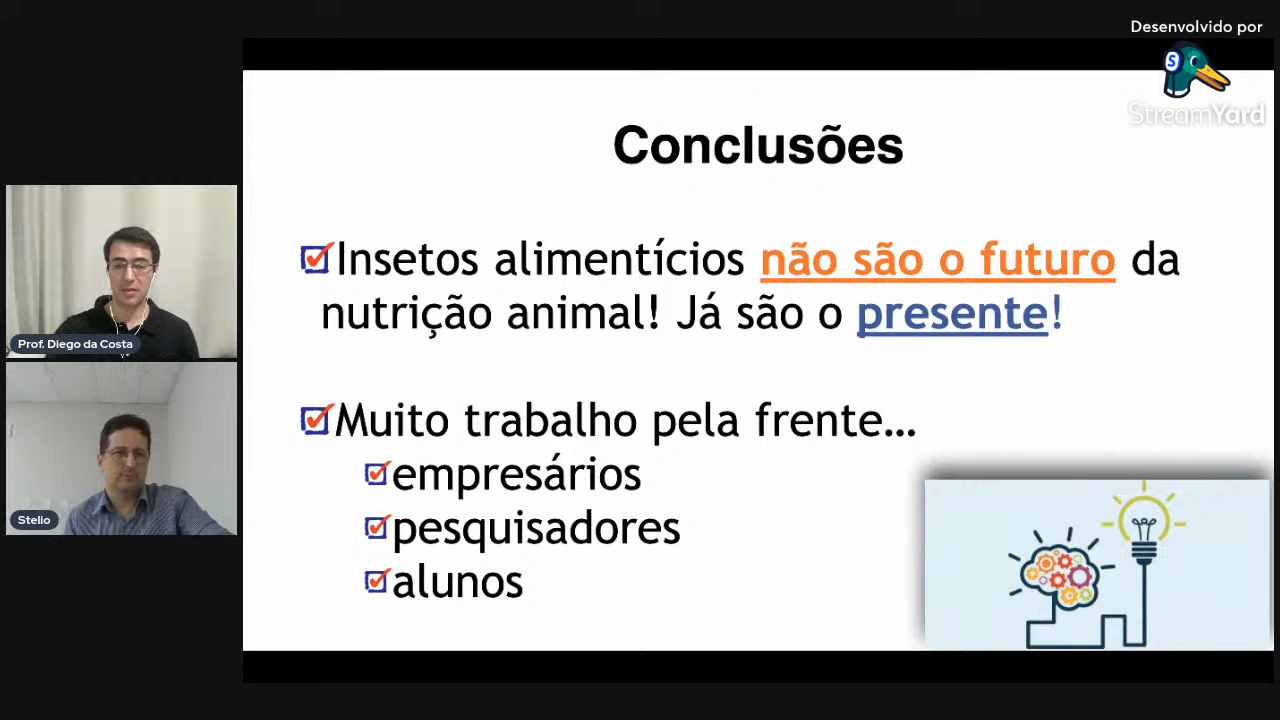 Desenvolvido por
StreamYard
Conclusões
Insetos alimentícios não são o futuro da
nutrição animal! Já são o presente!
Muito trabalho pela frente...
empresários
pesquisadores
alunos
Prof. Diego da Costa
Stelio